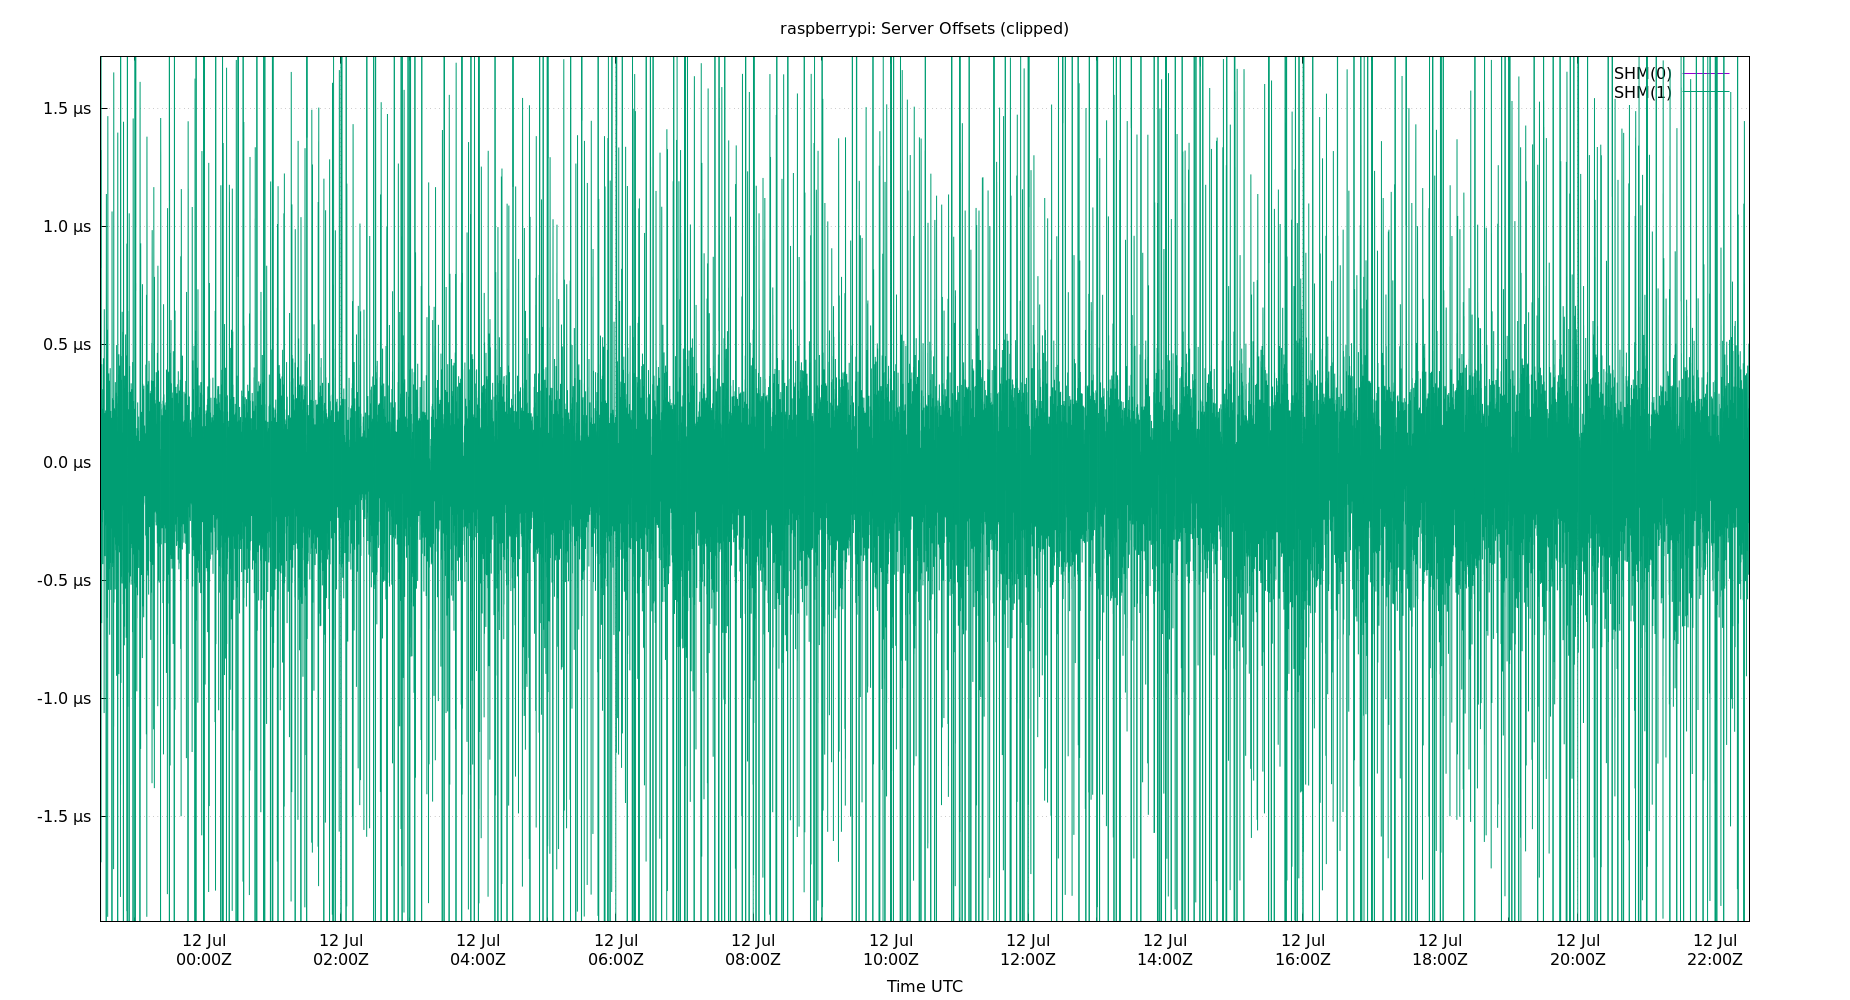 raspberrypi: Server Offsets (clipped)
SHM(0)
SHM(1)
1.5 µs
1.0 µs
0.5 µs
0.0 µs
-0.5 µs
-1.0 µs
-1.5 µs
12 Jul 12 Jul 12 Jul 12 Jul 12 Jul 12 Jul 12 Jul 12 Jul 12 Jul 12 Jul 12 Jul 12 Jul
00:00Z 02:00Z 04:00Z 06:00Z 08:00Z 10:00Z 12:00Z 14:00Z 16:00Z 18:00Z 20:00Z 22:00Z
Time UTC